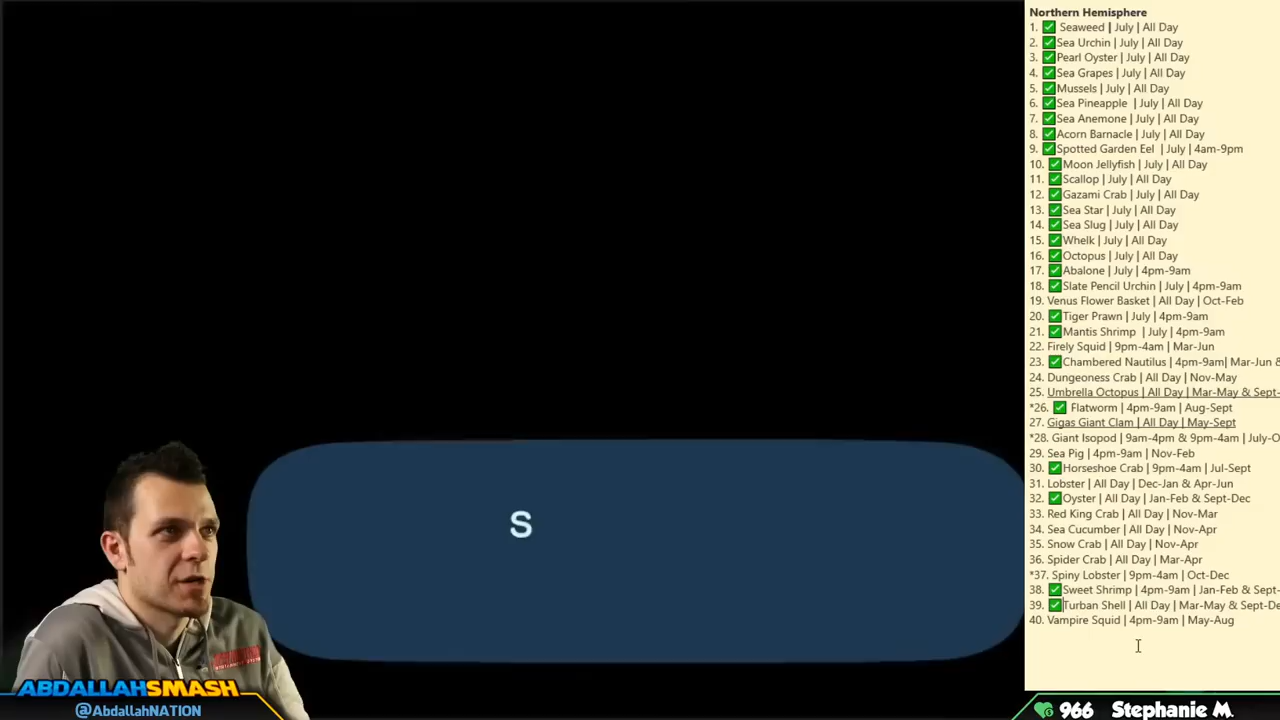 Northern Hemisphere
1. ✅ Seaweed | July | All Day
2. ✅Sea Urchin | July | All Day
3. ✅Pearl Oyster | July | All Day
4. ✅Sea Grapes | July | All Day
5. ✅Mussels | July | All Day
6. ✅Sea Pineapple | July | All Day
7. ✅Sea Anemone | July | All Day
8. ✅Acorn Barnacle | July | All Day
9. ✅Spotted Garden Eel | July | 4am-9pm
10. ✅Moon Jellyfish | July | All Day
11. ✅Scallop | July | All Day
12. ✅Gazami Crab | July | All Day
13. ✅Sea Star | July | All Day
14. ✅Sea Slug | July | All Day
15. ✅Whelk | July | All Day
16. ✅Octopus | July | All Day
17. ✅Abalone | July | 4pm-9am
18. ✅Slate Pencil Urchin | July | 4pm-9am
19. Venus Flower Basket | All Day | Oct-Feb
20. ✅Tiger Prawn | July | 4pm-9am
21. ✅Mantis Shrimp | July | 4pm-9am
22. Firely Squid | 9pm-4am | Mar-Jun
23. ✅Chambered Nautilus | 4pm-9am| Mar-Jun &
24. Dungeoness Crab | All Day | Nov-May
25. Umbrella Octopus | All Day | Mar-May & Sept-
*26. ✅ Flatworm | 4pm-9am | Aug-Sept
27. Gigas Giant Clam | All Day | May-Sept
*28. Giant Isopod | 9am-4pm & 9pm-4am | July-O
29. Sea Pig | 4pm-9am | Nov-Feb
30. ✅Horseshoe Crab | 9pm-4am | Jul-Sept
31. Lobster | All Day | Dec-Jan & Apr-Jun
32. ✅Oyster | All Day | Jan-Feb & Sept-Dec
33. Red King Crab | All Day | Nov-Mar
34. Sea Cucumber | All Day | Nov-Apr
35. Snow Crab | All Day | Nov-Apr
36. Spider Crab | All Day | Mar-Apr
*37. Spiny Lobster | 9pm-4am | Oct-Dec
38. ✅Sweet Shrimp | 4pm-9am | Jan-Feb & Sept-
39. ✅Turban Shell | All Day | Mar-May & Sept-De
40. Vampire Squid | 4pm-9am | May-Aug
S
ABDALLAHSMASH
@AbdallahNATION
966 Stephanie M.